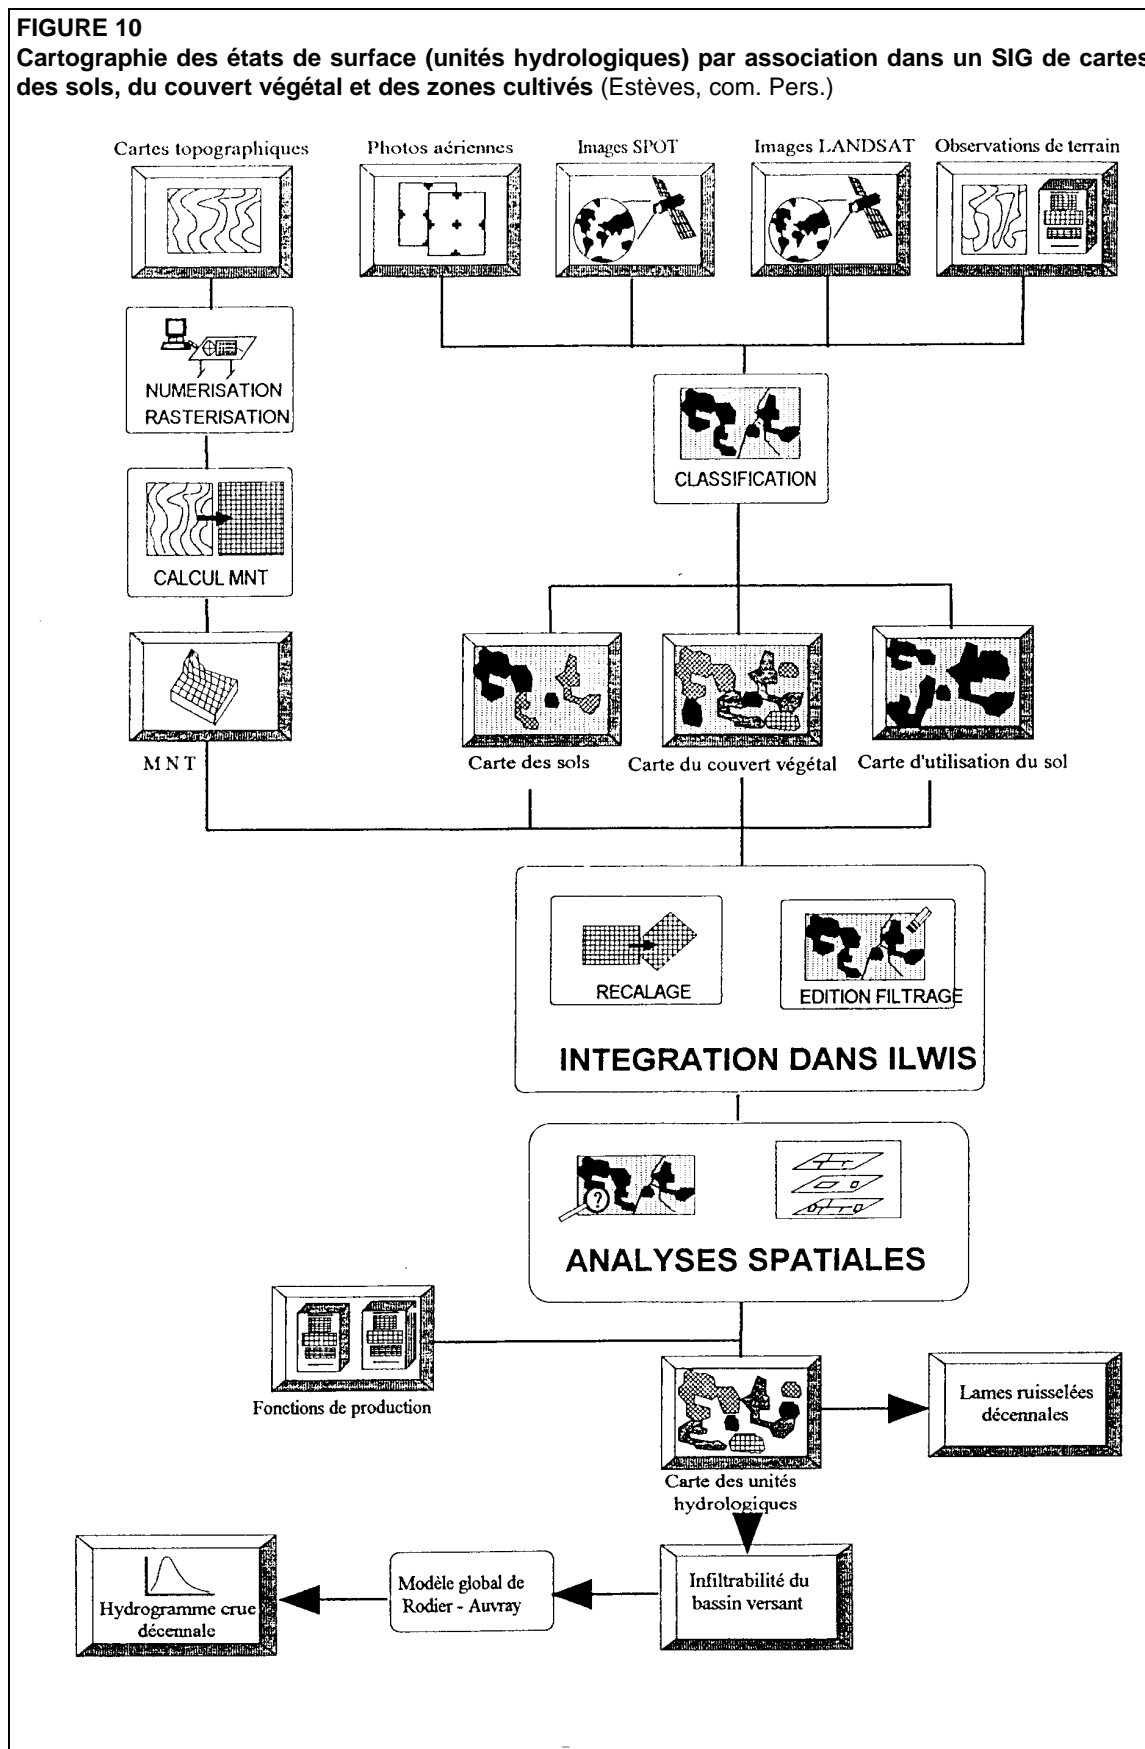 FIGURE 10
Cartographie des états de surface (unités hydrologiques) par association dans un SIG de cartes
des sols, du couvert végétal et des zones cultivés (Estèves, com. Pers.)
Cartes topographiques
Photos aériennes
Images SPOT
Images LANDSAT
Observations de terrain
NUMERISATION
RASTERISATION
CLASSIFICATION
CALCUL MNT
M N T
Carte des sols
Carte du couvert végétal
Carte d'utilisation du sol
RECALAGE
EDITION FILTRAGE
INTEGRATION DANS ILWIS
?
ANALYSES SPATIALES
Fonctions de production
Lames ruisselées
décennales
Carte des unités
hydrologiques
Infiltrabilité du
bassin versant
Modèle global de
Rodier - Auvray
Hydrogramme crue
décennale